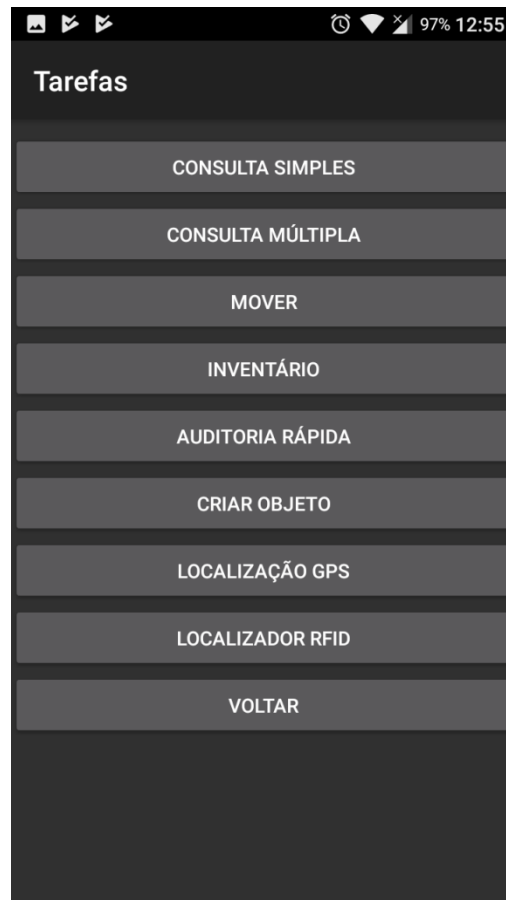 97% 12:55
Tarefas
CONSULTA SIMPLES
CONSULTA MÚLTIPLA
MOVER
INVENTÁRIO
AUDITORIA RÁPIDA
CRIAR OBJETO
LOCALIZAÇÃO GPS
LOCALIZADOR RFID
VOLTAR